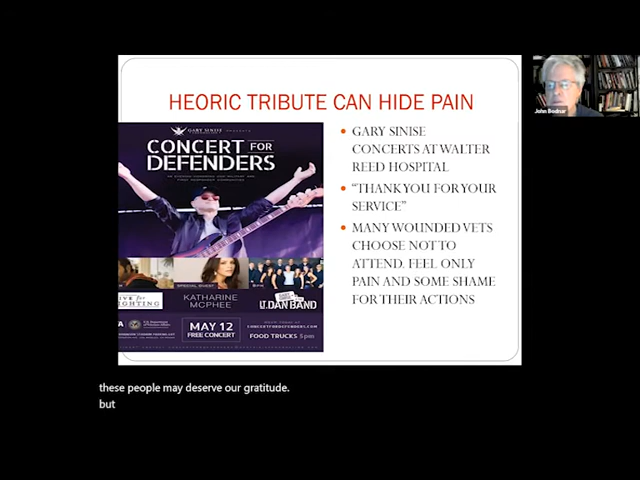 HEORIC TRIBUTE CAN HIDE PAIN
GARY SINISE
CONCERT FOR
DEFENDERS
SPECIAL GUEST
KATHARINE
MCPHEE
LT. DAN BAND
MAY 12
FREE CONCERT
FOOD TRUCKS 5pm
• GARY SINISE
CONCERTS AT WALTER
REED HOSPITAL
• "THANK YOU FOR YOUR
SERVICE"
• MANY WOUNDED VETS
CHOOSE NOT TO
ATTEND. FEEL ONLY
PAIN AND SOME SHAME
FOR THEIR ACTIONS
John Bodnar
these people may deserve our gratitude.
but